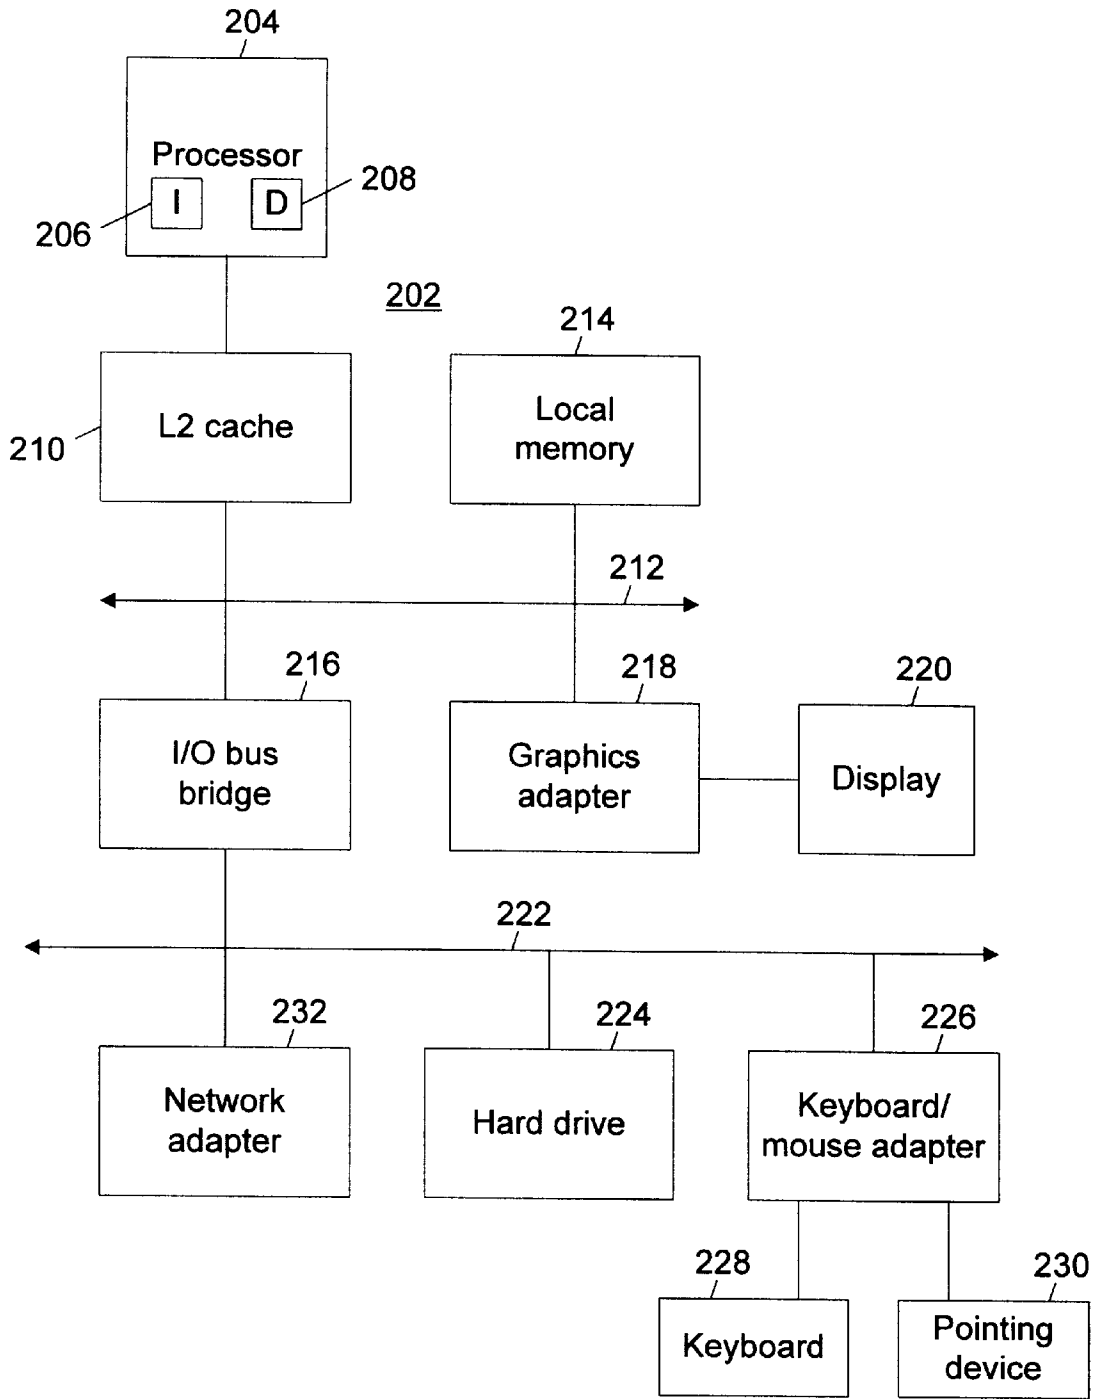 204
Processor
I
D
208
206
202
214
L2 cache
210
Local
memory
212
216
218
220
I/O bus
bridge
Graphics
adapter
Display
222
232
224
226
Network
adapter
Hard drive
Keyboard/
mouse adapter
228
230
Keyboard
Pointing
device